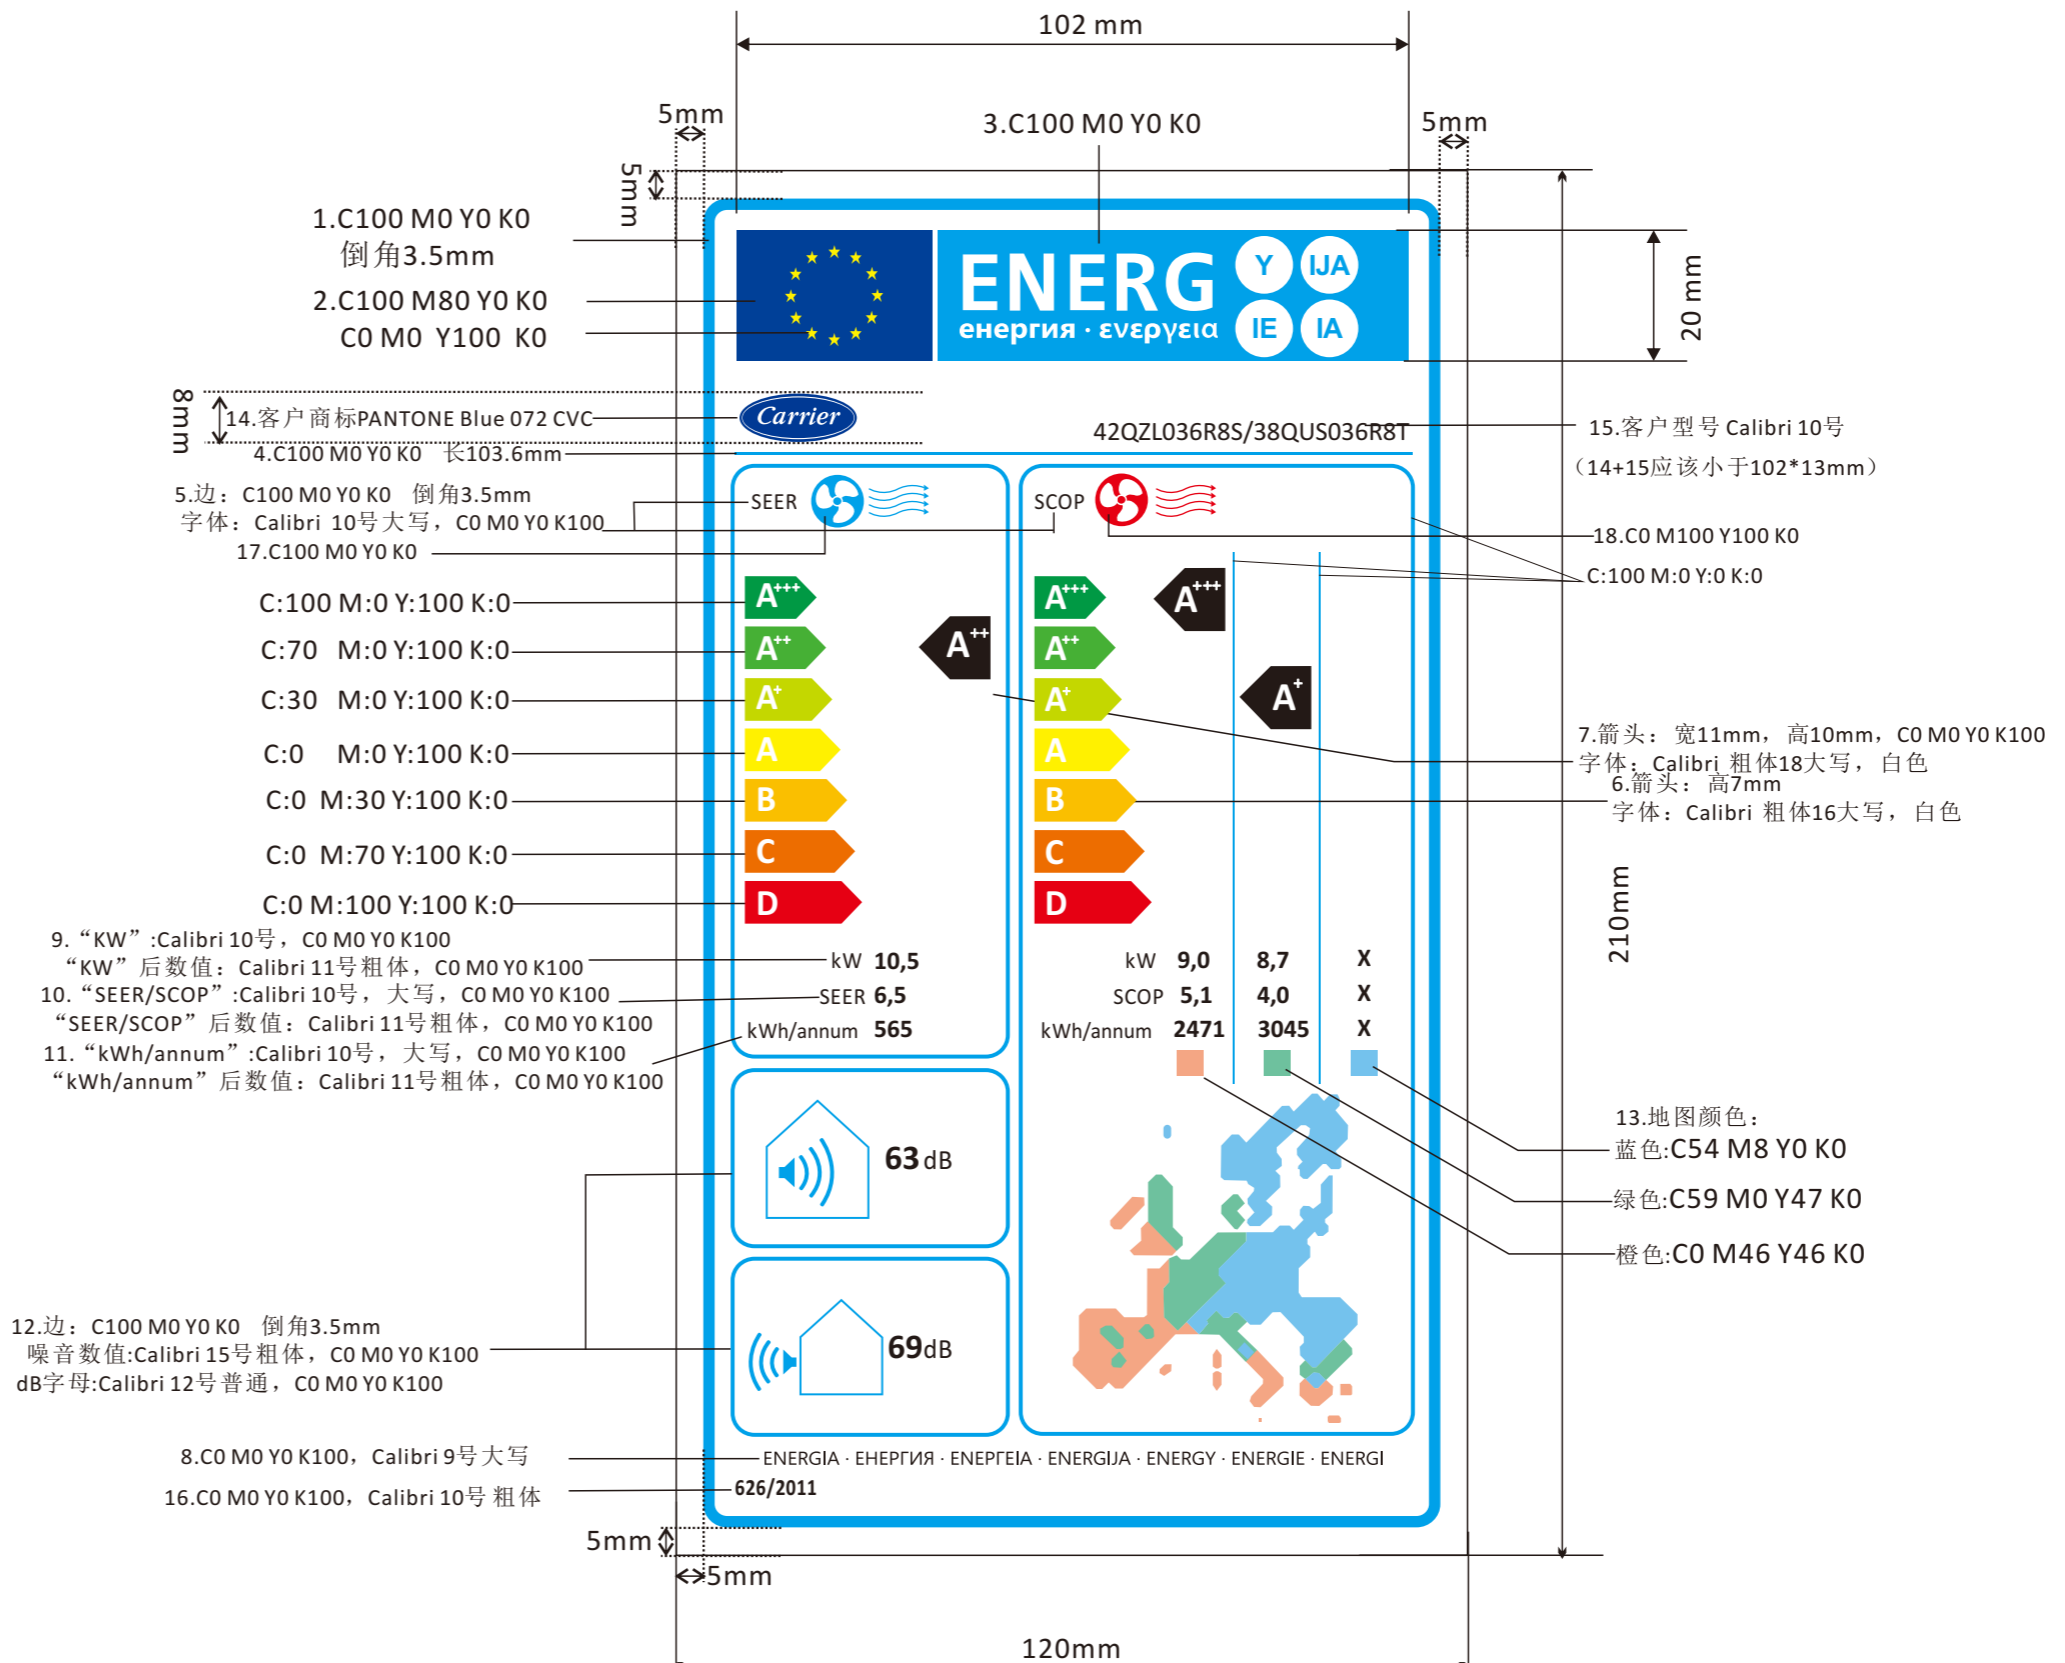 102 mm
5mm
3.C100 M0 Y0 K0
5mm
5mm
1.C100 M0 Y0 K0
倒角3.5mm
2.C100 M80 Y0 K0
C0 M0 Y100 K0
ENERG
енергия · ενεργεια
Y
IJA
IE
IA
20 mm
8mm
14.客户商标PANTONE Blue 072 CVC
Carrier
42QZL036R8S/38QUS036R8T
15.客户型号 Calibri 10号
（14+15应该小于102*13mm）
4.C100 M0 Y0 K0 长103.6mm
5.边：C100 M0 Y0 K0 倒角3.5mm
字体：Calibri 10号大写，C0 M0 Y0 K100
17.C100 M0 Y0 K0
SEER
SCOP
18.C0 M100 Y100 K0
C:100 M:0 Y:0 K:0
C:100 M:0 Y:100 K:0
C:70 M:0 Y:100 K:0
C:30 M:0 Y:100 K:0
C:0 M:0 Y:100 K:0
C:0 M:30 Y:100 K:0
C:0 M:70 Y:100 K:0
C:0 M:100 Y:100 K:0
A+++
A++
A+
A
B
C
D
A++
A+++
A++
A+
A
B
C
D
A+++
A+
7.箭头：宽11mm，高10mm，C0 M0 Y0 K100
字体：Calibri 粗体18大写，白色
6.箭头：高7mm
字体：Calibri 粗体16大写，白色
210mm
9.“KW”:Calibri 10号，C0 M0 Y0 K100
“KW”后数值：Calibri 11号粗体，C0 M0 Y0 K100
10.“SEER/SCOP”:Calibri 10号，大写，C0 M0 Y0 K100
“SEER/SCOP”后数值：Calibri 11号粗体，C0 M0 Y0 K100
11.“kWh/annum”:Calibri 10号，大写，C0 M0 Y0 K100
“kWh/annum”后数值：Calibri 11号粗体，C0 M0 Y0 K100
kW 10,5
SEER 6,5
kWh/annum 565
kW 9,0 8,7 X
SCOP 5,1 4,0 X
kWh/annum 2471 3045 X
63 dB
69dB
13.地图颜色：
蓝色:C54 M8 Y0 K0
绿色:C59 M0 Y47 K0
橙色:C0 M46 Y46 K0
12.边：C100 M0 Y0 K0 倒角3.5mm
噪音数值:Calibri 15号粗体，C0 M0 Y0 K100
dB字母:Calibri 12号普通，C0 M0 Y0 K100
8.C0 M0 Y0 K100，Calibri 9号大写
ENERGIA · ЕНЕРГИЯ · ΕΝΕΡΓΕΙΑ · ENERGIJA · ENERGY · ENERGIE · ENERGI
16.C0 M0 Y0 K100，Calibri 10号 粗体
626/2011
5mm
5mm
120mm